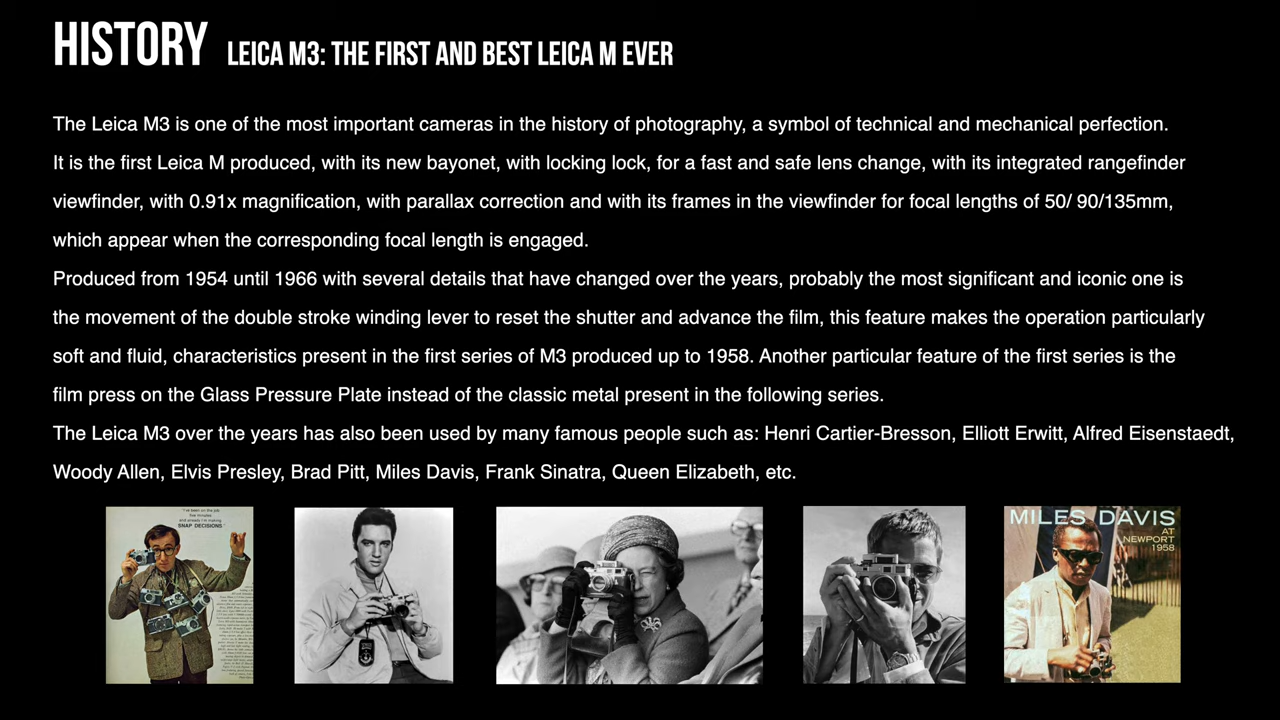 HISTORY LEICA M3: THE FIRST AND BEST LEICA M EVER
The Leica M3 is one of the most important cameras in the history of photography, a symbol of technical and mechanical perfection.
It is the first Leica M produced, with its new bayonet, with locking lock, for a fast and safe lens change, with its integrated rangefinder
viewfinder, with 0.91x magnification, with parallax correction and with its frames in the viewfinder for focal lengths of 50/ 90/135mm,
which appear when the corresponding focal length is engaged.
Produced from 1954 until 1966 with several details that have changed over the years, probably the most significant and iconic one is
the movement of the double stroke winding lever to reset the shutter and advance the film, this feature makes the operation particularly
soft and fluid, characteristics present in the first series of M3 produced up to 1958. Another particular feature of the first series is the
film press on the Glass Pressure Plate instead of the classic metal present in the following series.
The Leica M3 over the years has also been used by many famous people such as: Henri Cartier-Bresson, Elliott Erwitt, Alfred Eisenstaedt,
Woody Allen, Elvis Presley, Brad Pitt, Miles Davis, Frank Sinatra, Queen Elizabeth, etc.
"I've been on the job
five minutes
and already I'm making
SNAP DECISIONS"
MILES DAVIS
AT
NEWPORT
1958